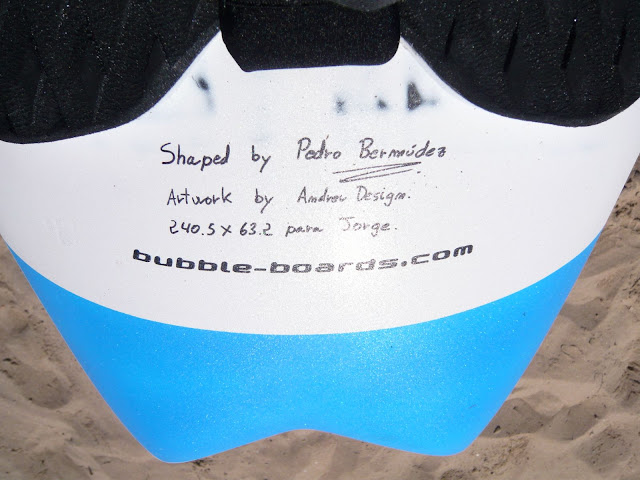 Shaped by Pedro Bermúdez
Artwork by Andrew Design.
240.5 x 63.2 para Jorge.
bubble-boards.com